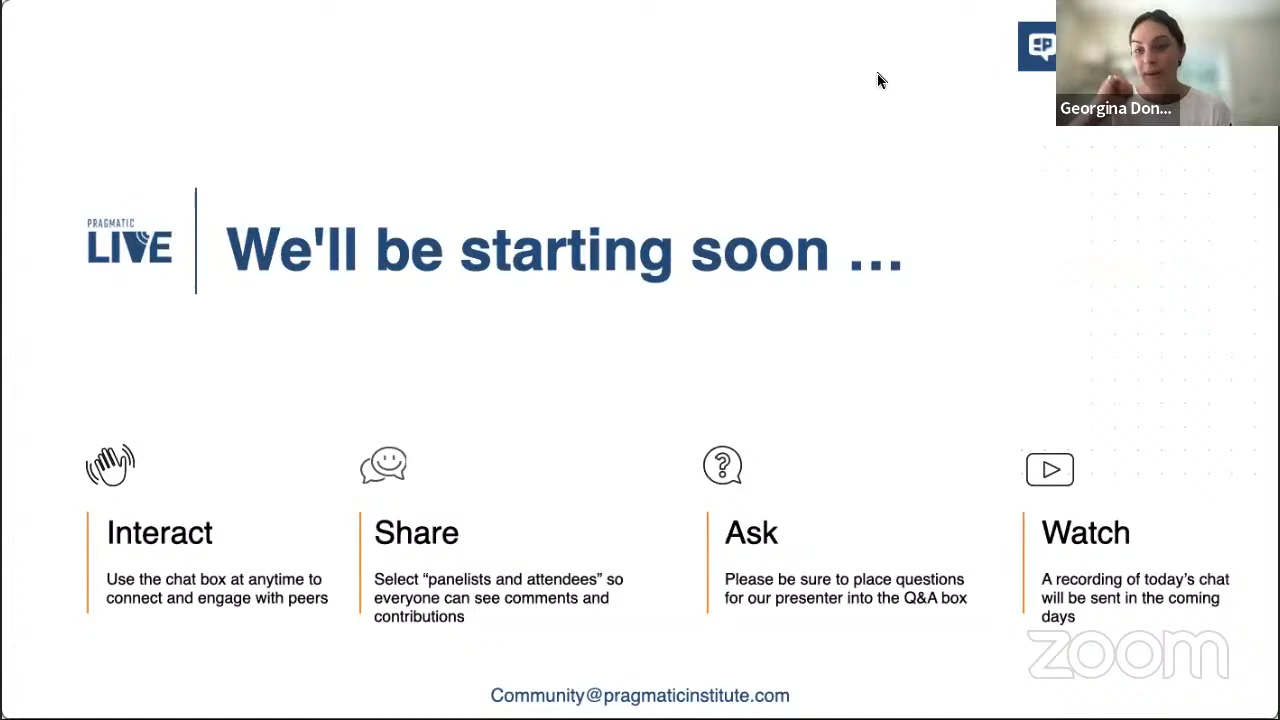 Georgina Don...
PRAGMATIC
LIVE
We'll be starting soon ...
Interact
Use the chat box at anytime to
connect and engage with peers
Share
Select “panelists and attendees” so
everyone can see comments and
contributions
Ask
Please be sure to place questions
for our presenter into the Q&A box
Watch
A recording of today’s chat
will be sent in the coming
days
zoom
Community@pragmaticinstitute.com